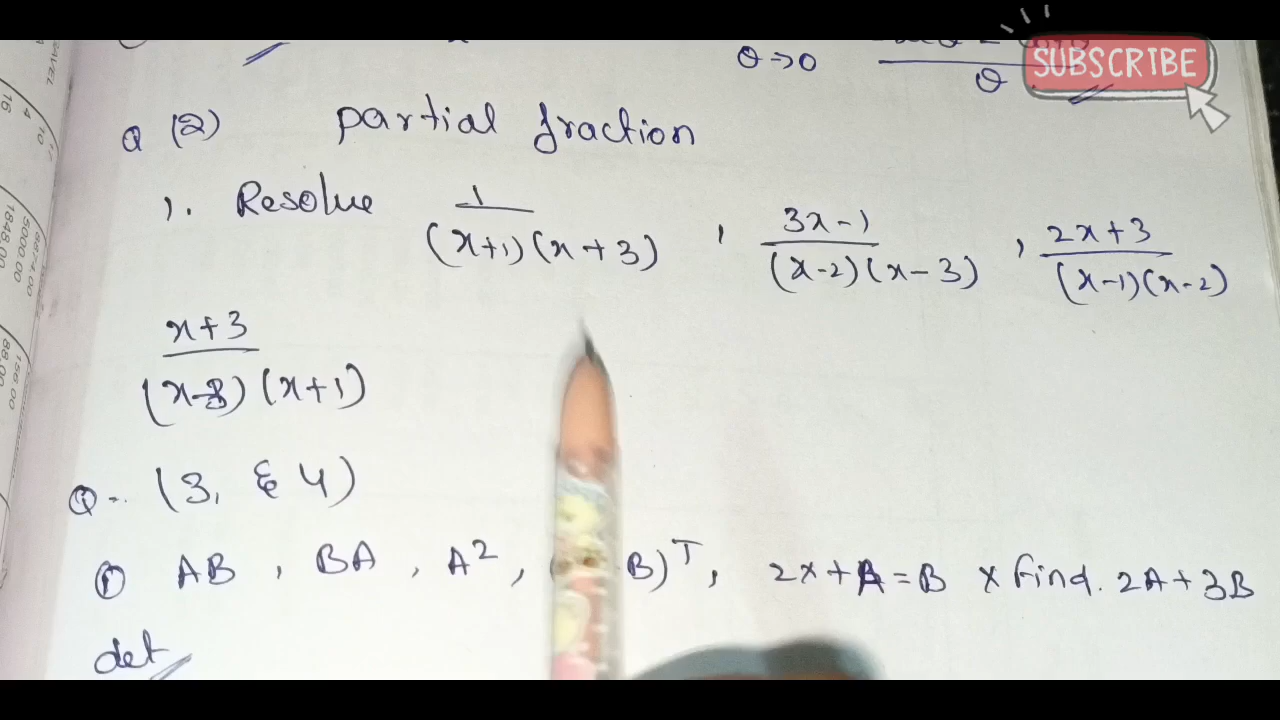 θ→0 θ
SUBSCRIBE
Q (2) partial fraction
1. Resolve 1/(x+1)(x+3) , 3x-1/(x-2)(x-3) , 2x+3/(x-1)(x-2)
x+3/(x-3)(x+1)
Q-. (3, & 4)
① AB , BA , A², B)ᵀ, 2x+A=B x find. 2A+3B
det